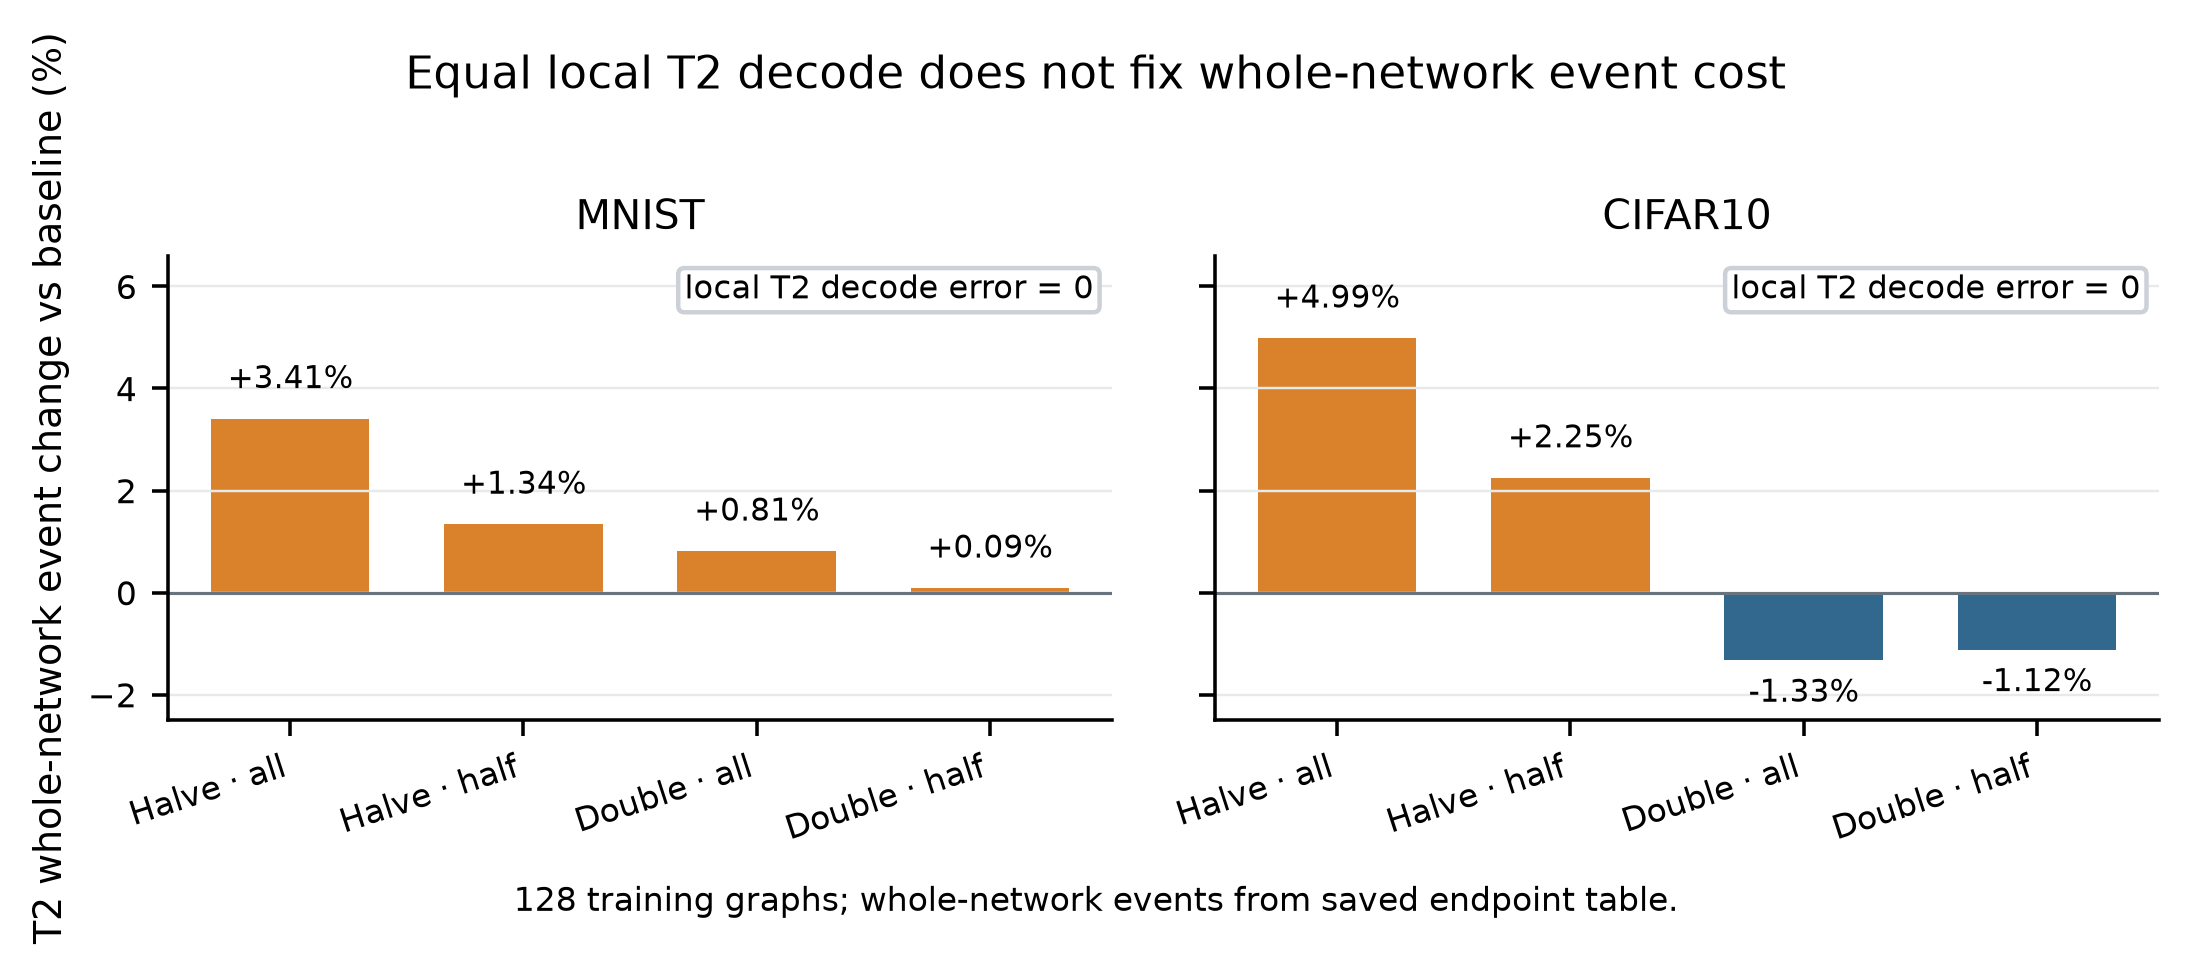 Equal local T2 decode does not fix whole-network event cost
T2 whole-network event change vs baseline (%)
MNIST
local T2 decode error = 0
6
4
2
0
−2
+3.41%
+1.34%
+0.81%
+0.09%
Halve · all
Halve · half
Double · all
Double · half
CIFAR10
local T2 decode error = 0
+4.99%
+2.25%
-1.33%
-1.12%
Halve · all
Halve · half
Double · all
Double · half
128 training graphs; whole-network events from saved endpoint table.